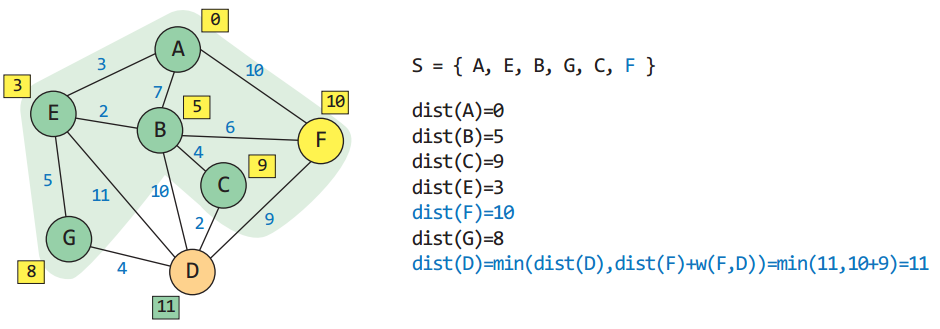 0
A
3
10
3
7
E
2
5
10
B
6
F
4
9
5
11
10
C
2
9
G
4
D
8
11
S = { A, E, B, G, C, F }
dist(A)=0
dist(B)=5
dist(C)=9
dist(E)=3
dist(F)=10
dist(G)=8
dist(D)=min(dist(D),dist(F)+w(F,D))=min(11,10+9)=11